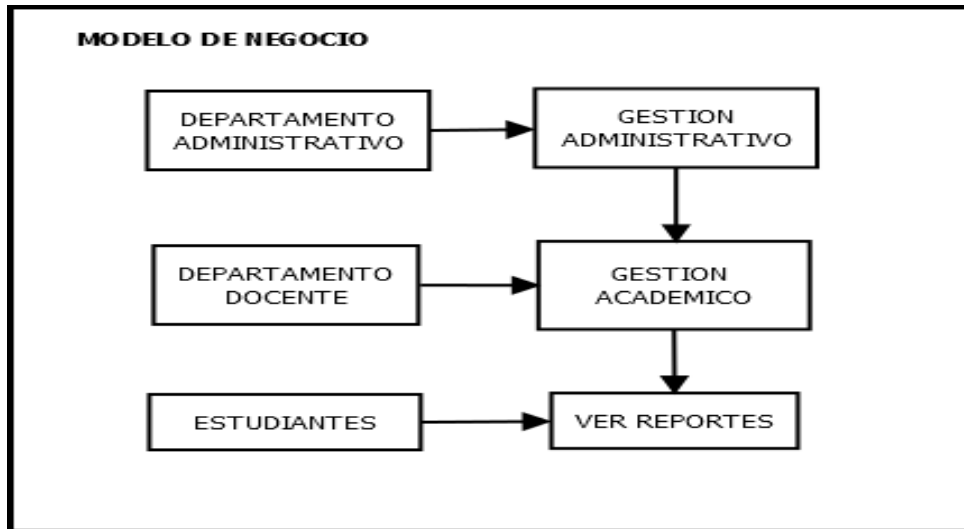 MODELO DE NEGOCIO
DEPARTAMENTO
ADMINISTRATIVO
GESTION
ADMINISTRATIVO
DEPARTAMENTO
DOCENTE
GESTION
ACADEMICO
ESTUDIANTES
VER REPORTES